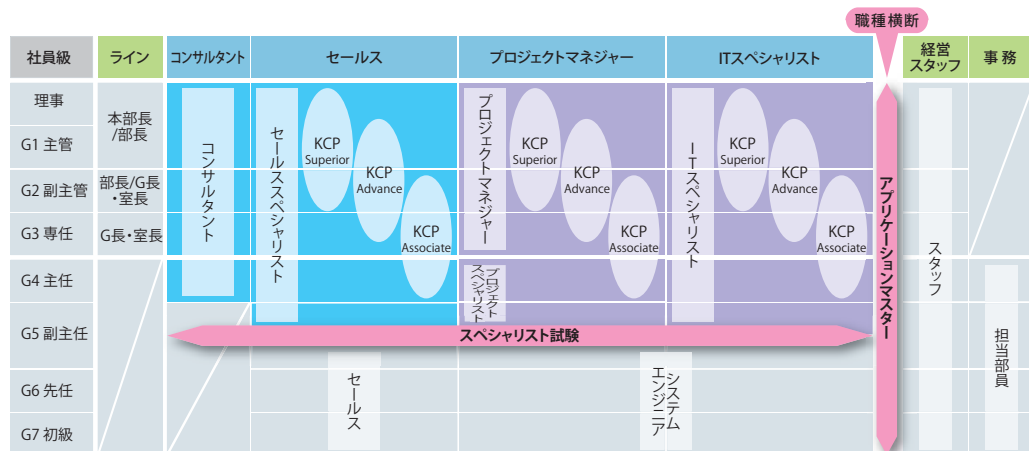 職種横断
社員級
ライン
コンサルタント
セールス
プロジェクトマネジャー
ITスペシャリスト
経営
スタッフ
事務
理事
G1 主管
G2 副主管
G3 専任
G4 主任
G5 副主任
G6 先任
G7 初級
本部長
/部長
部長/G長
・室長
G長・室長
コンサルタント
セールススペシャリスト
KCP
Superior
KCP
Advance
KCP
Associate
プロジェクトマネジャー
プロジェクト
スペシャリスト
KCP
Superior
KCP
Advance
KCP
Associate
ITスペシャリスト
KCP
Superior
KCP
Advance
KCP
Associate
アプリケーションマスター
スタッフ
担当部員
スペシャリスト試験
セールス
システム
エンジニア